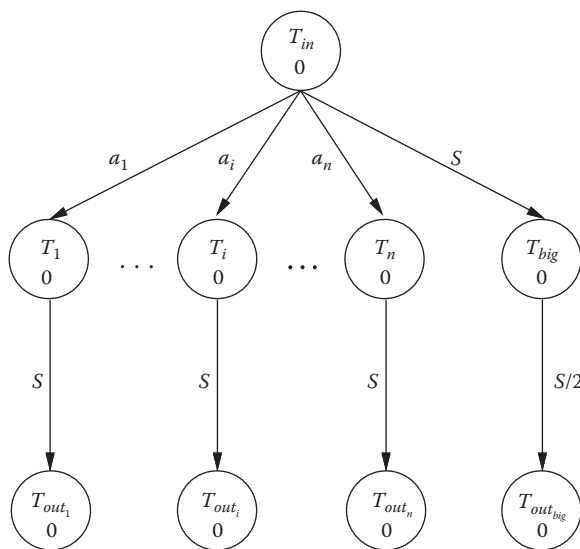 T_in
0
a_1 a_i a_n S
T_1 T_i T_n T_big
0 ... 0 ... 0 0
S S S S/2
T_out_1 T_out_i T_out_n T_out_big
0 0 0 0